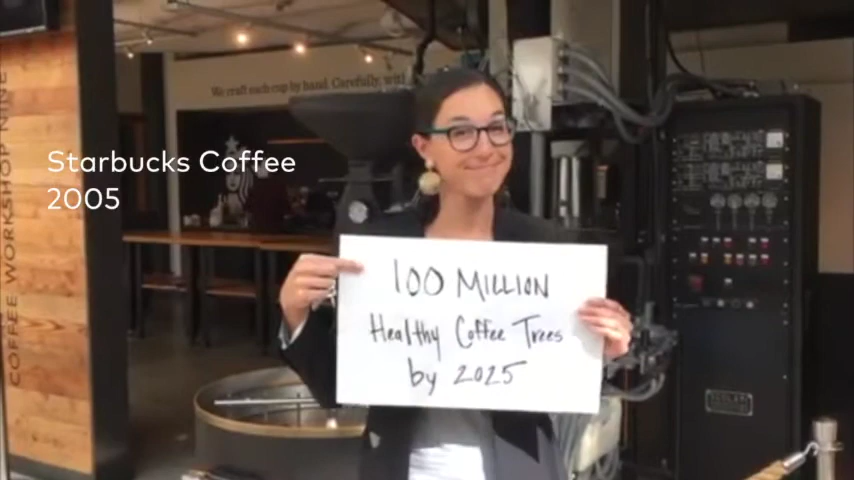 We craft each cup by hand. Carefully, with
COFFEE WORKSHOP NINE
Starbucks Coffee
2005
100 MILLION
Healthy Coffee Trees
by 2025